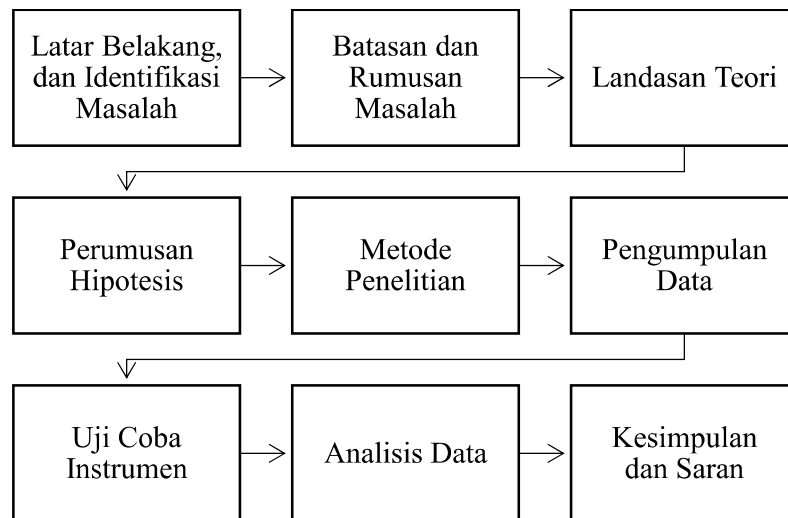 Latar Belakang,
dan Identifikasi
Masalah
Batasan dan
Rumusan
Masalah
Landasan Teori
Perumusan
Hipotesis
Metode
Penelitian
Pengumpulan
Data
Uji Coba
Instrumen
Analisis Data
Kesimpulan
dan Saran